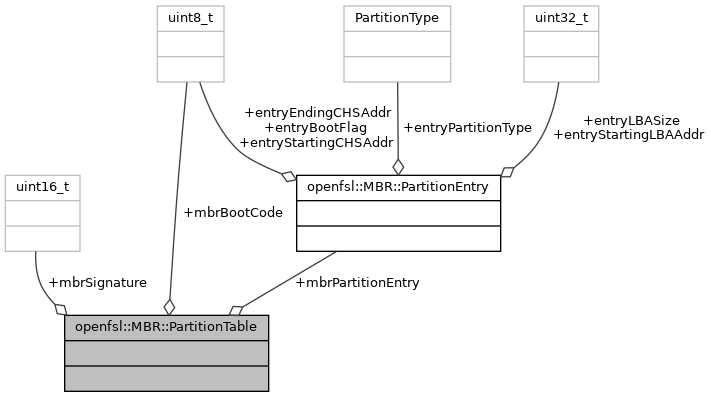 uint8_t
PartitionType
uint32_t
+entryEndingCHSAddr
+entryBootFlag
+entryStartingCHSAddr
+entryPartitionType
+entryLBASize
+entryStartingLBAAddr
uint16_t
openfsl::MBR::PartitionEntry
+mbrBootCode
+mbrSignature
+mbrPartitionEntry
openfsl::MBR::PartitionTable